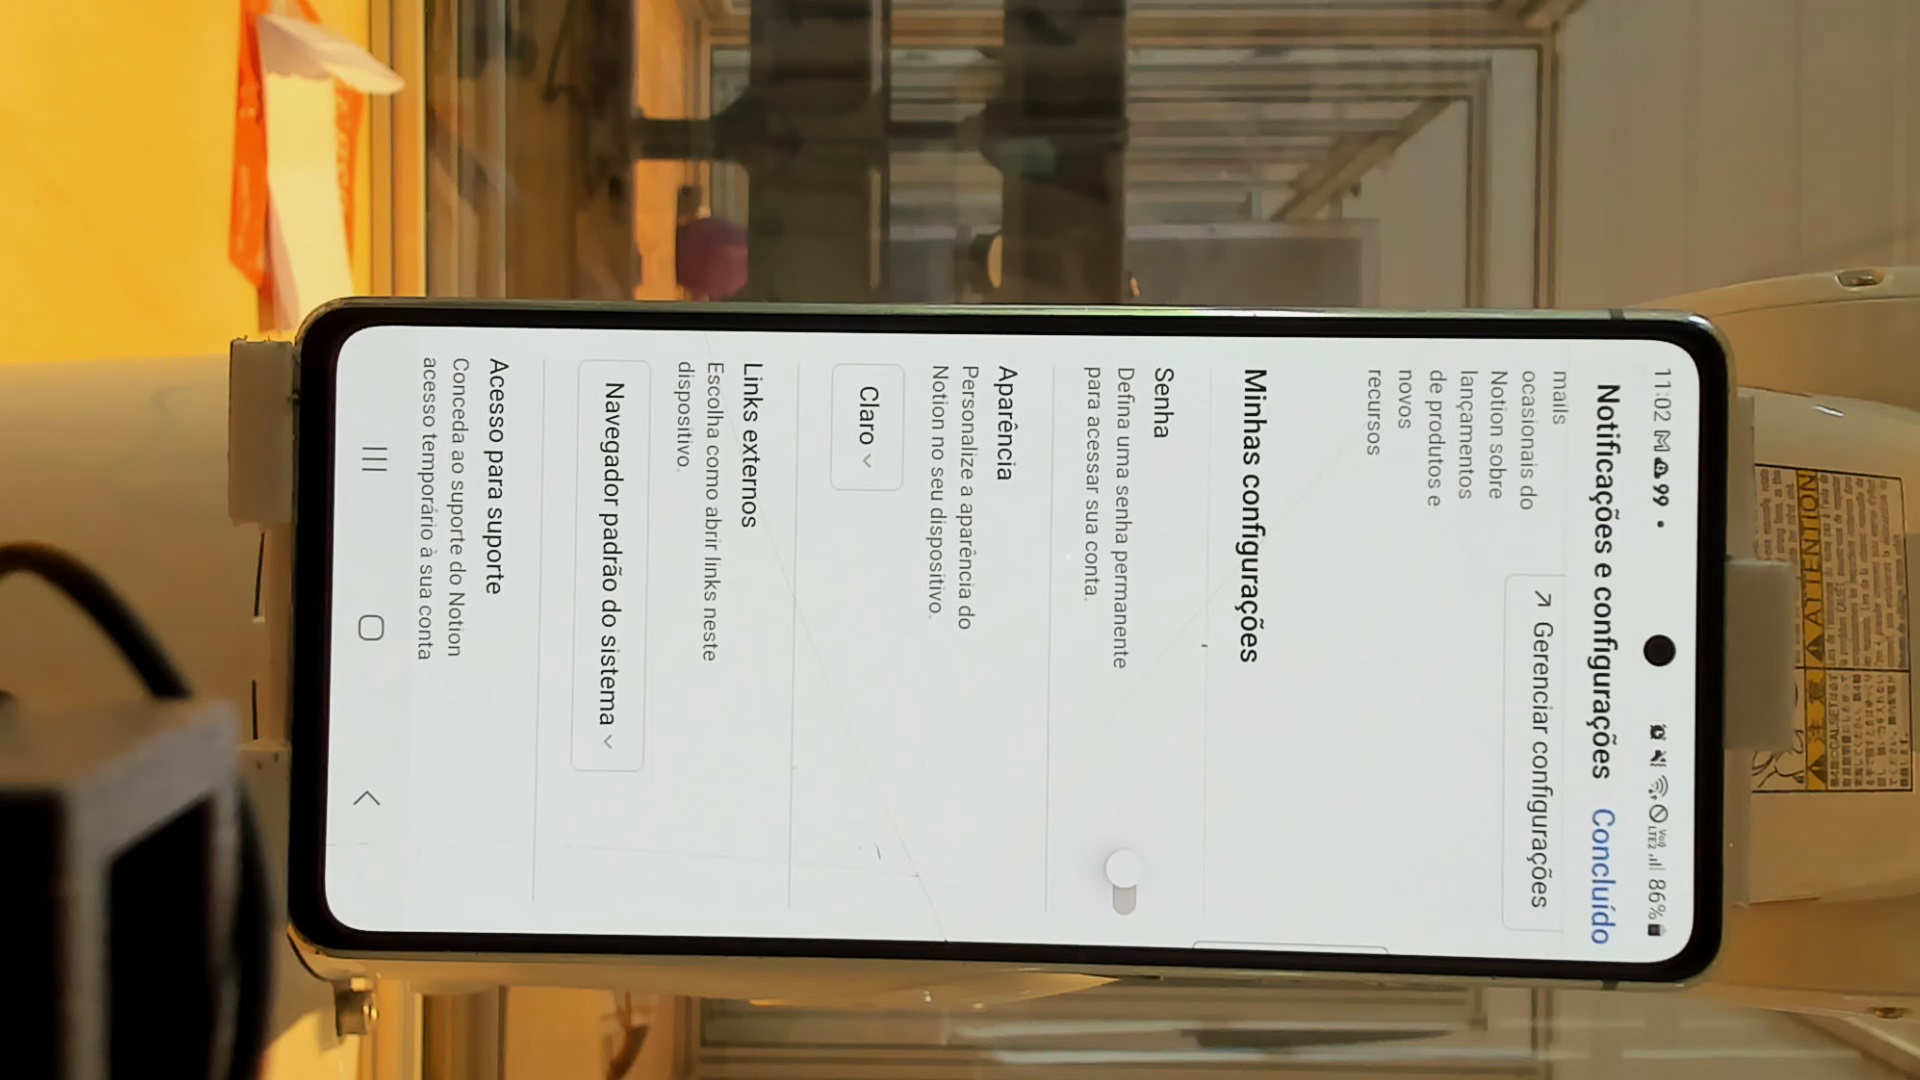 11:02 M 99 •
Vo)) LTE2 86%
Notificações e configurações Concluído
mails
ocasionais do
Notion sobre
lançamentos
de produtos e
novos
recursos
↗ Gerenciar configurações
Minhas configurações
Senha
Defina uma senha permanente
para acessar sua conta.
Aparência
Personalize a aparência do
Notion no seu dispositivo.
Claro
Links externos
Escolha como abrir links neste
dispositivo.
Navegador padrão do sistema
Acesso para suporte
Conceda ao suporte do Notion
acesso temporário à sua conta
ATTENTION